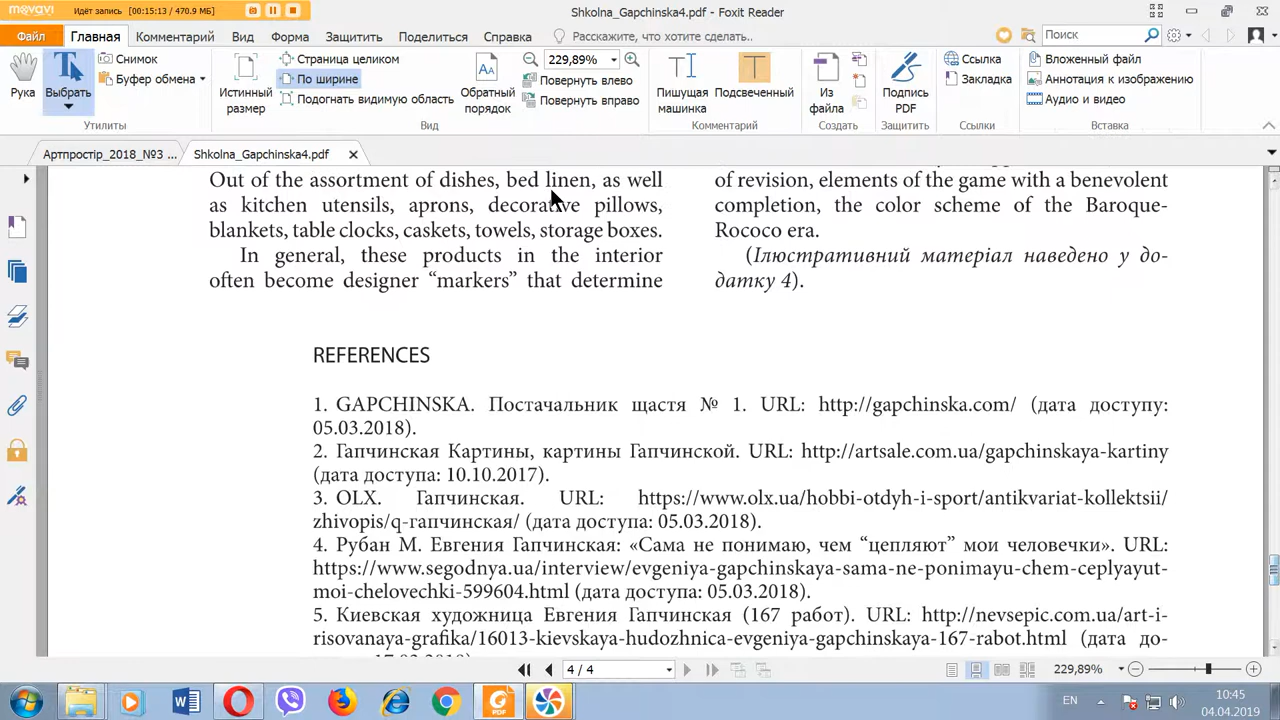 movavi Идёт запись 00:15:13 / 470.9 МБ
Shkolna_Gapchinska4.pdf - Foxit Reader
Файл Главная Комментарий Вид Форма Защитить Поделиться Справка Расскажите, что хотите сделать.. Поиск
Рука
Выбрать
Снимок
Буфер обмена
Утилиты
Истинный размер
Страница целиком
По ширине
Подогнать видимую область
Обратный порядок
229,89%
Повернуть влево
Повернуть вправо
Вид
Пишущая машинка
Подсвеченный
Комментарий
Из файла
Создать
Подпись PDF
Защитить
Ссылка
Закладка
Ссылки
Вложенный файл
Аннотация к изображению
Аудио и видео
Вставка
Артпростір_2018_№3 ... Shkolna_Gapchinska4.pdf
Out of the assortment of dishes, bed linen, as well
as kitchen utensils, aprons, decorative pillows,
blankets, table clocks, caskets, towels, storage boxes.
In general, these products in the interior
often become designer “markers” that determine
of revision, elements of the game with a benevolent
completion, the color scheme of the Baroque-
Rococo era.
(Ілюстративний матеріал наведено у до-
датку 4).
REFERENCES
1. GAPCHINSKA. Постачальник щастя № 1. URL: http://gapchinska.com/ (дата доступу:
05.03.2018).
2. Гапчинская Картины, картины Гапчинской. URL: http://artsale.com.ua/gapchinskaya-kartiny
(дата доступа: 10.10.2017).
3. OLX. Гапчинская. URL: https://www.olx.ua/hobbi-otdyh-i-sport/antikvariat-kollektsii/
zhivopis/q-гапчинская/ (дата доступа: 05.03.2018).
4. Рубан М. Евгения Гапчинская: «Сама не понимаю, чем “цепляют” мои человечки». URL:
https://www.segodnya.ua/interview/evgeniya-gapchinskaya-sama-ne-ponimayu-chem-ceplyayut-
moi-chelovechki-599604.html (дата доступа: 05.03.2018).
5. Киевская художница Евгения Гапчинская (167 работ). URL: http://nevsepic.com.ua/art-i-
risovanaya-grafika/16013-kievskaya-hudozhnica-evgeniya-gapchinskaya-167-rabot.html (дата до-
4 / 4 229,89%
EN 10:45
04.04.2019